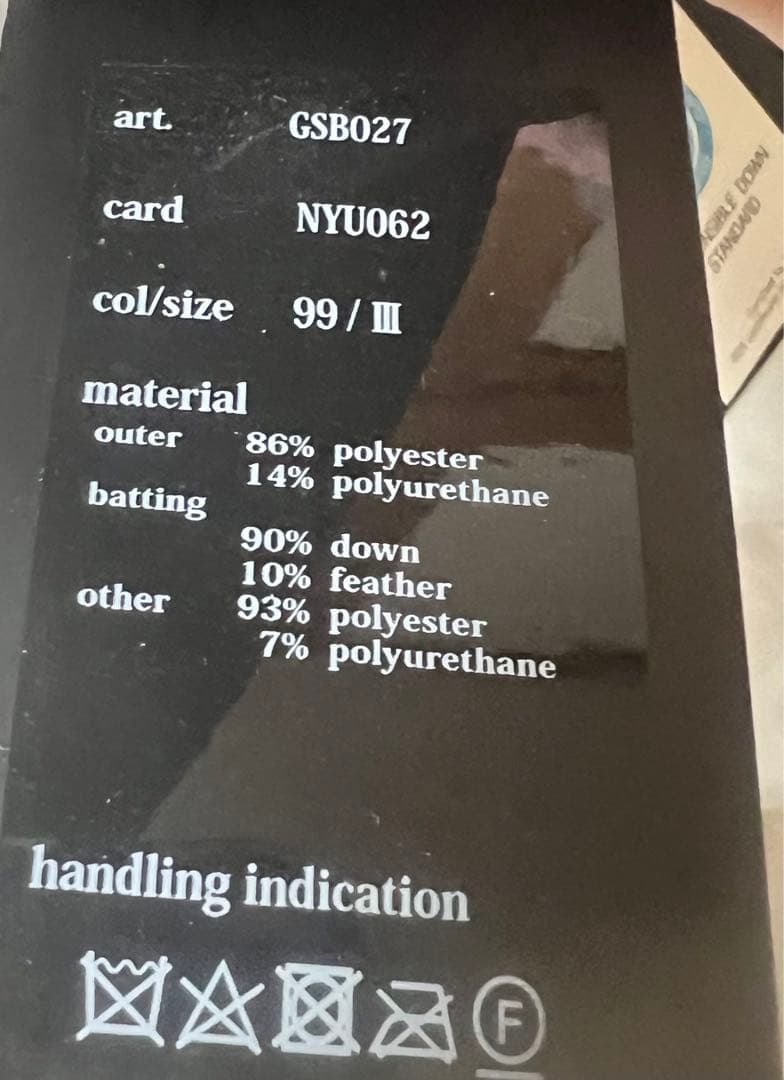 art. GSB027
card NYU062
col/size 99 / Ⅲ
material
outer 86% polyester
14% polyurethane
batting
90% down
10% feather
other 93% polyester
7% polyurethane
handling indication
F
DOWN
STANDARD